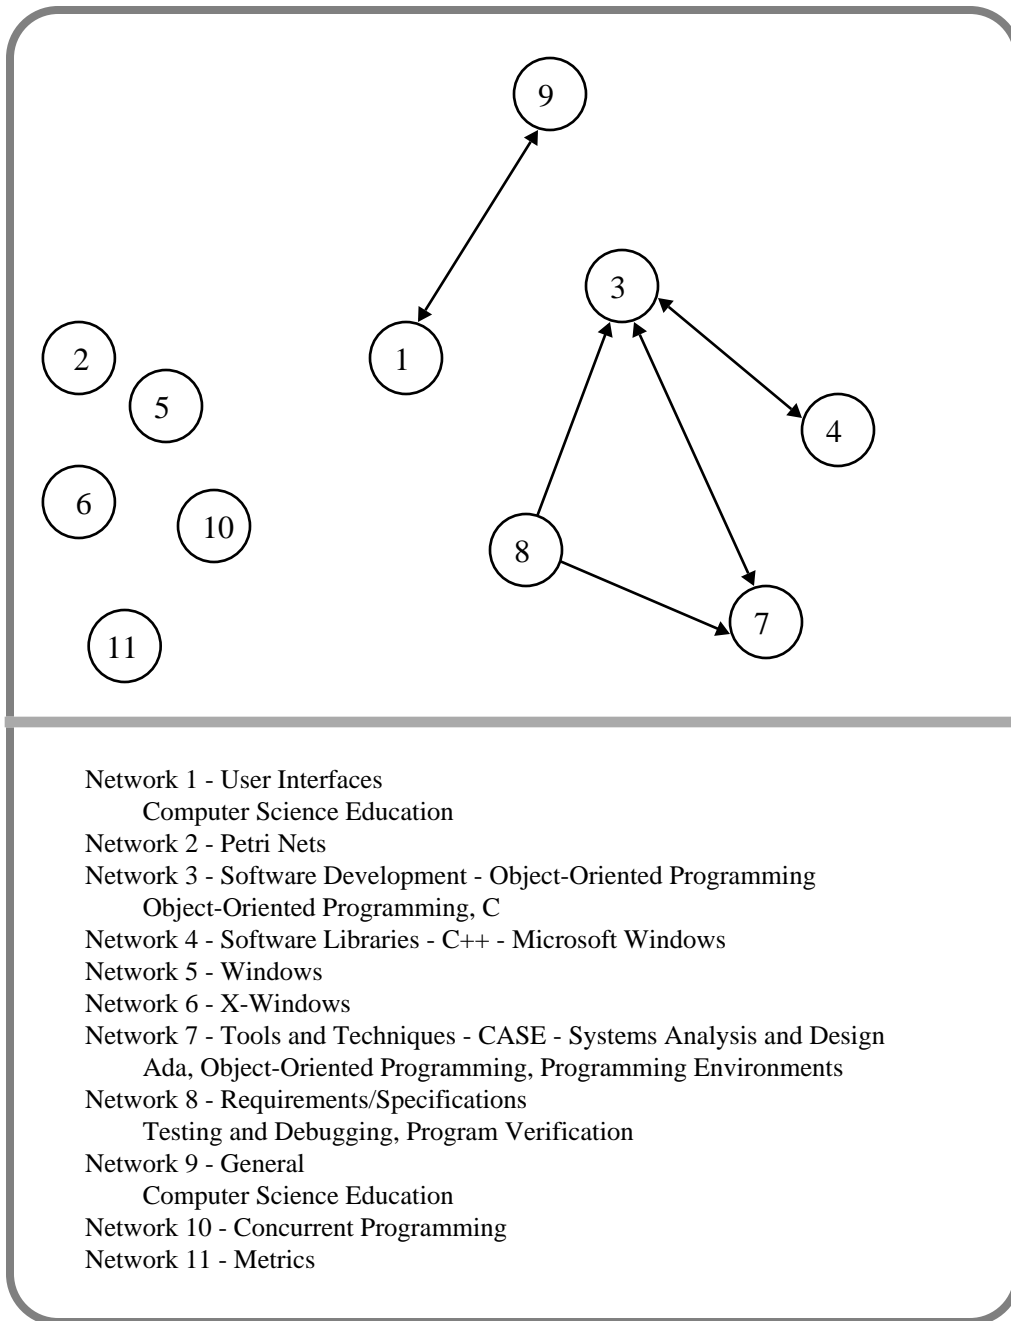 9
3
2
1
5
4
6
10
8
7
11
Network 1 - User Interfaces
Computer Science Education
Network 2 - Petri Nets
Network 3 - Software Development - Object-Oriented Programming
Object-Oriented Programming, C
Network 4 - Software Libraries - C++ - Microsoft Windows
Network 5 - Windows
Network 6 - X-Windows
Network 7 - Tools and Techniques - CASE - Systems Analysis and Design
Ada, Object-Oriented Programming, Programming Environments
Network 8 - Requirements/Specifications
Testing and Debugging, Program Verification
Network 9 - General
Computer Science Education
Network 10 - Concurrent Programming
Network 11 - Metrics